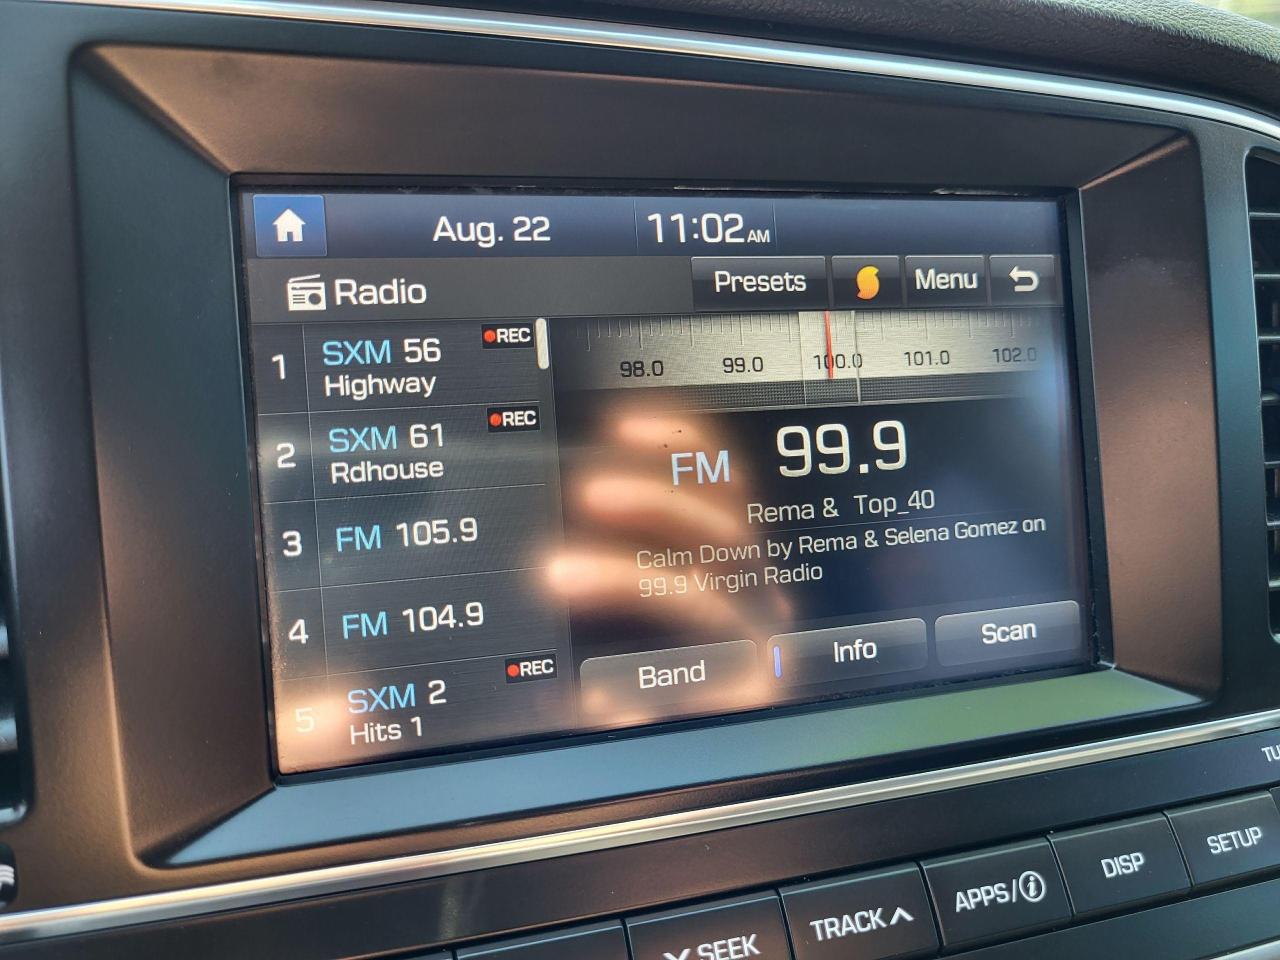 Aug. 22
11:02 AM
Radio
Presets
Menu
1
SXM 56
REC
Highway
2
SXM 61
REC
Rdhouse
3
FM 105.9
4
FM 104.9
5
SXM 2
REC
Hits 1
98.0 99.0 100.0 101.0 102.0
FM 99.9
Rema & Top_40
Calm Down by Rema & Selena Gomez on
99.9 Virgin Radio
Band
Info
Scan
SEEK
TRACK
APPS/i
DISP
SETUP